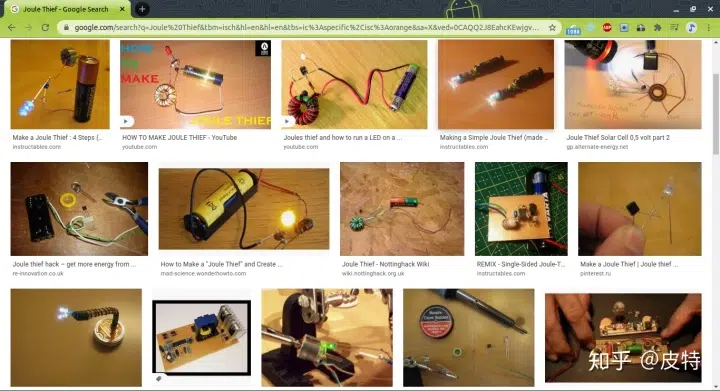 Joule Thief - Google Search
google.com/search?q=Joule%20Thief&tbm=isch&hl=en&hl=en&tbs=ic%3Aspecific%2Cisc%3Aorange&sa=X&ved=0CAQQ2J8EahcKEwjgv...
1086
HOW
TO
MAKE
JOULE THIEF
Make a Joule Thief : 4 Steps (..
instructables.com
HOW TO MAKE JOULE THIEF - YouTube
youtube.com
Joules thief and how to run a LED on a ...
youtube.com
Making a Simple Joule Thief (made ...
instructables.com
Joule Thief Solar Cell 0,5 volt part 2
gp.alternate-energy.net
Joule thief hack – get more energy from ...
re-innovation.co.uk
How to Make a "Joule Thief" and Create ...
mad-science.wonderhowto.com
Joule Thief - Nottinghack Wiki
wiki.nottinghack.org.uk
REMIX - Single-Sided Joule-T...
instructables.com
Make a Joule Thief | Joule thief ...
pinterest.ru
知乎 @皮特